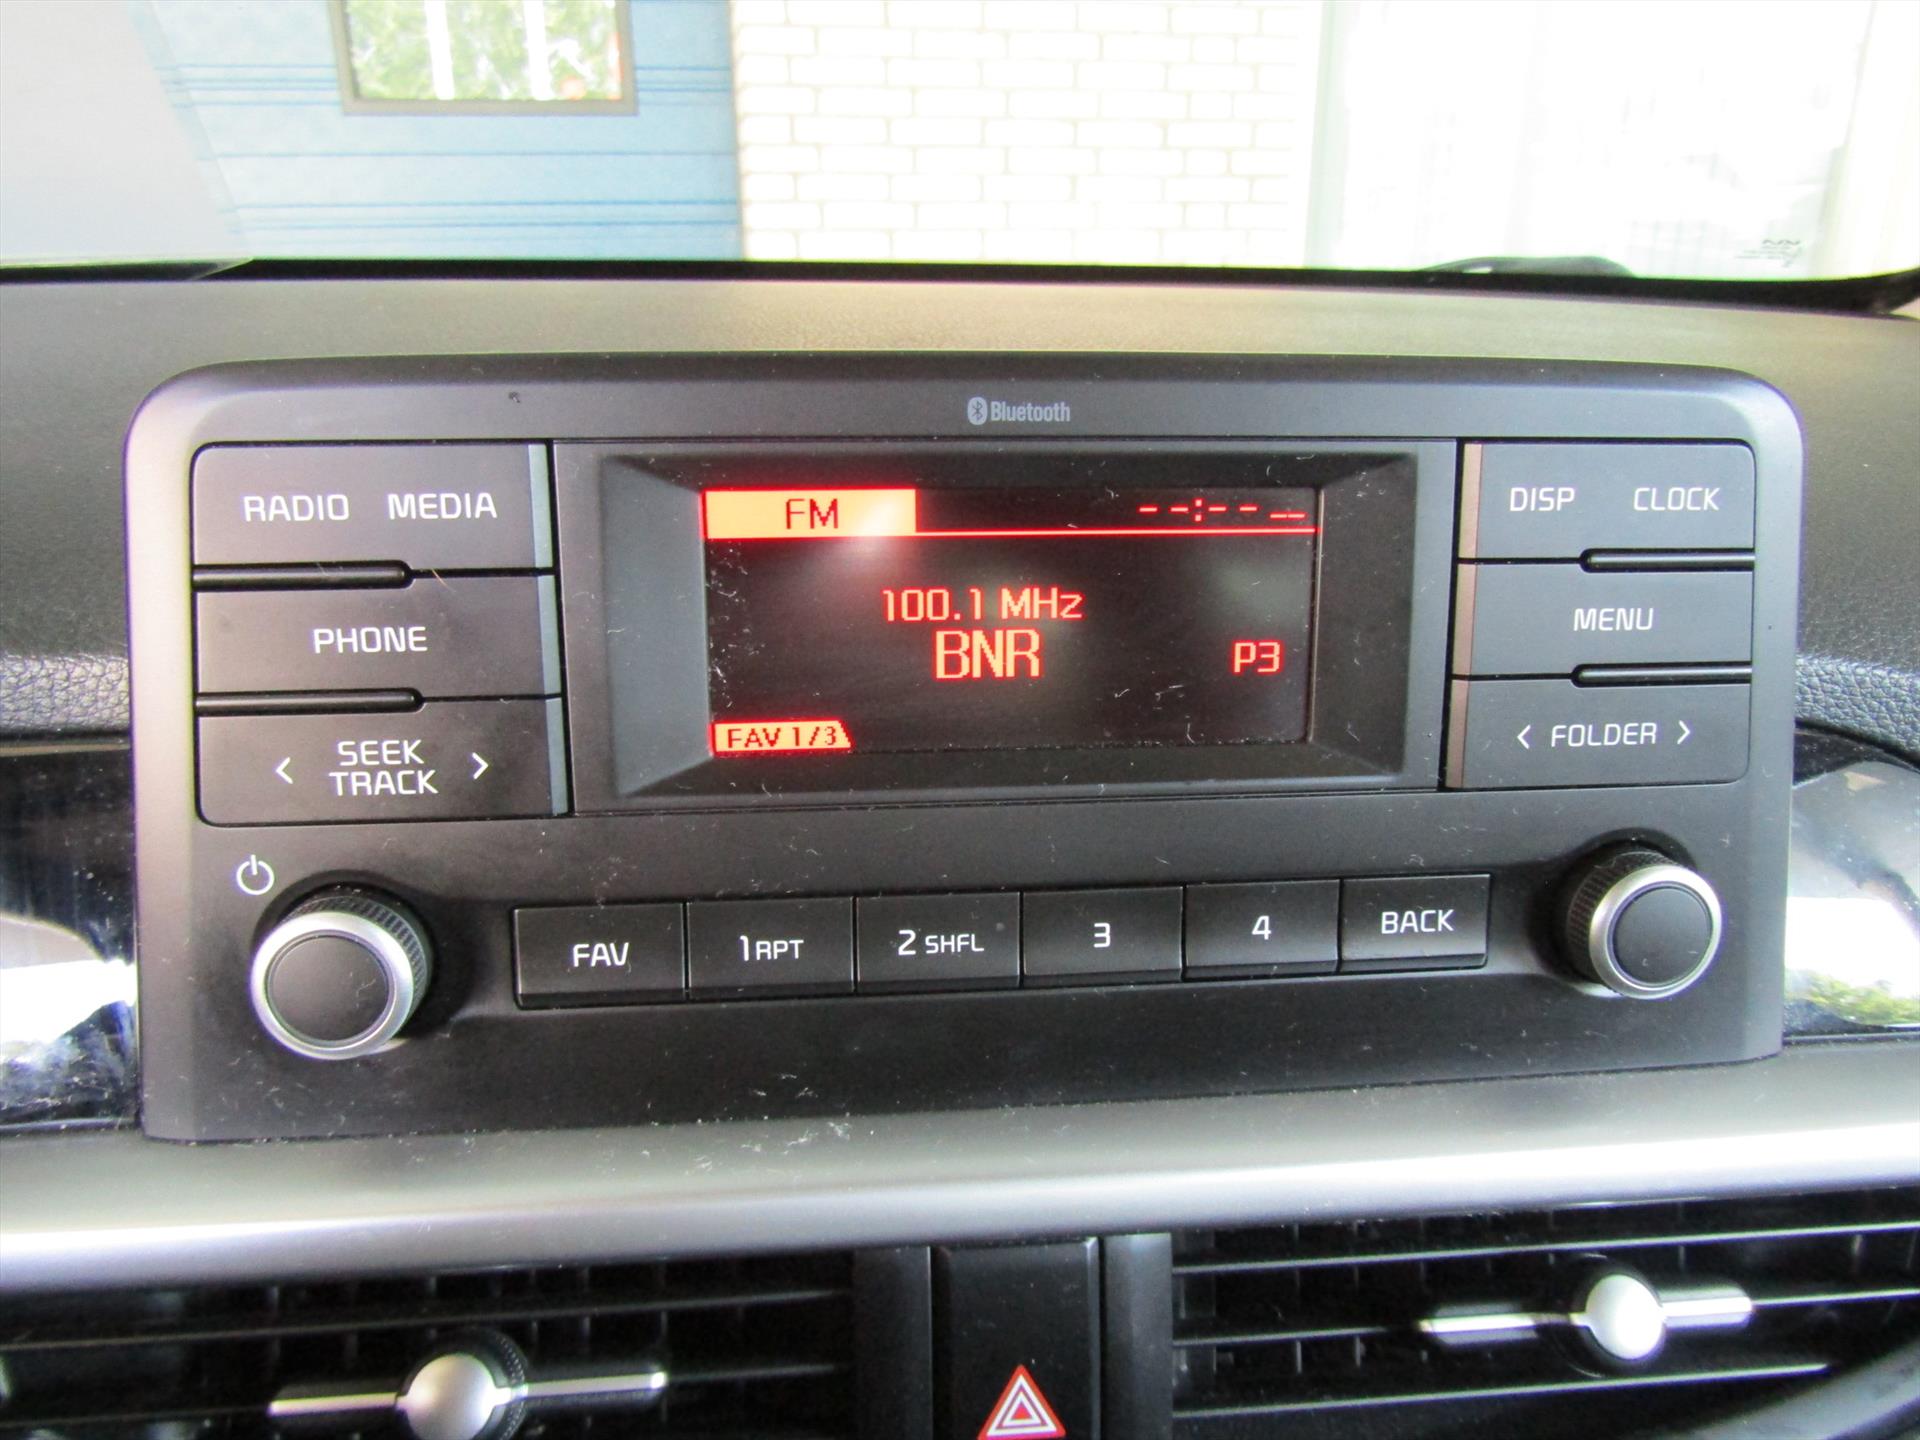 Bluetooth
RADIO MEDIA
PHONE
< SEEK TRACK >
FM --:-- --
100.1 MHz
BNR
P3
FAV 1/3
DISP CLOCK
MENU
< FOLDER >
FAV 1 RPT 2 SHFL 3 4 BACK